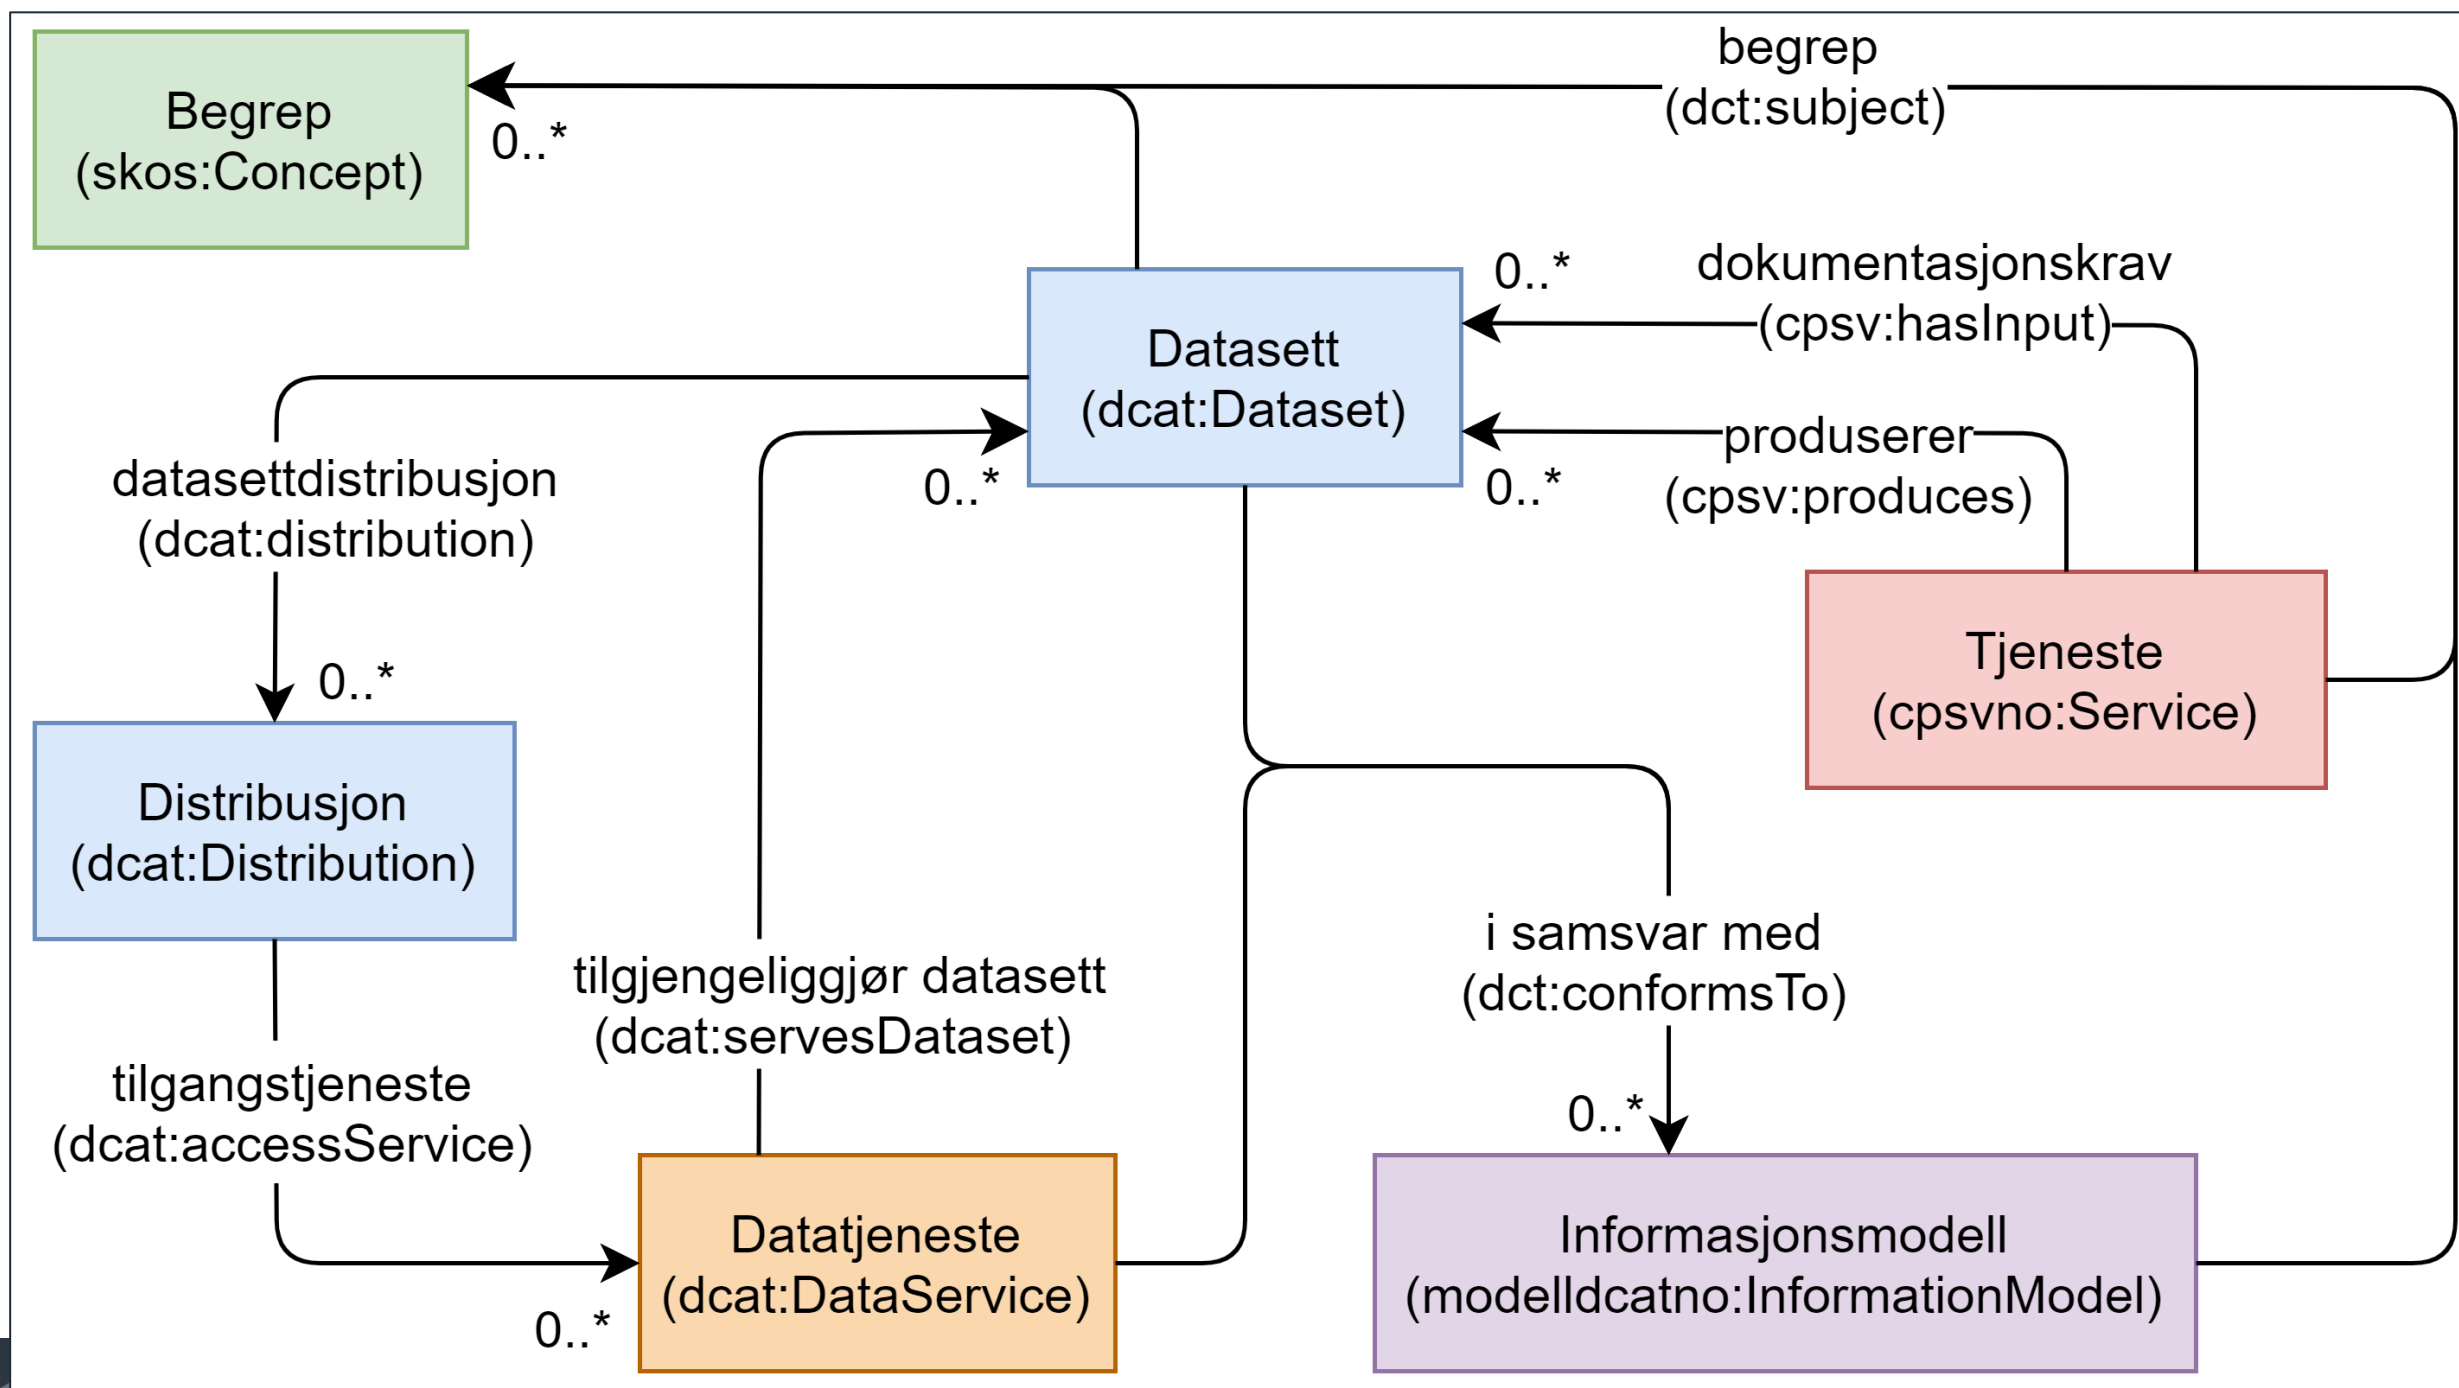 Begrep
(skos:Concept)
0..*
begrep
(dct:subject)
Datasett
(dcat:Dataset)
0..*
dokumentasjonskrav
(cpsv:hasInput)
produserer
(cpsv:produces)
0..*
0..*
datasettdistribusjon
(dcat:distribution)
0..*
Tjeneste
(cpsvno:Service)
Distribusjon
(dcat:Distribution)
tilgjengeliggjør datasett
(dcat:servesDataset)
i samsvar med
(dct:conformsTo)
0..*
tilgangstjeneste
(dcat:accessService)
0..*
Datatjeneste
(dcat:DataService)
Informasjonsmodell
(modelldcatno:InformationModel)